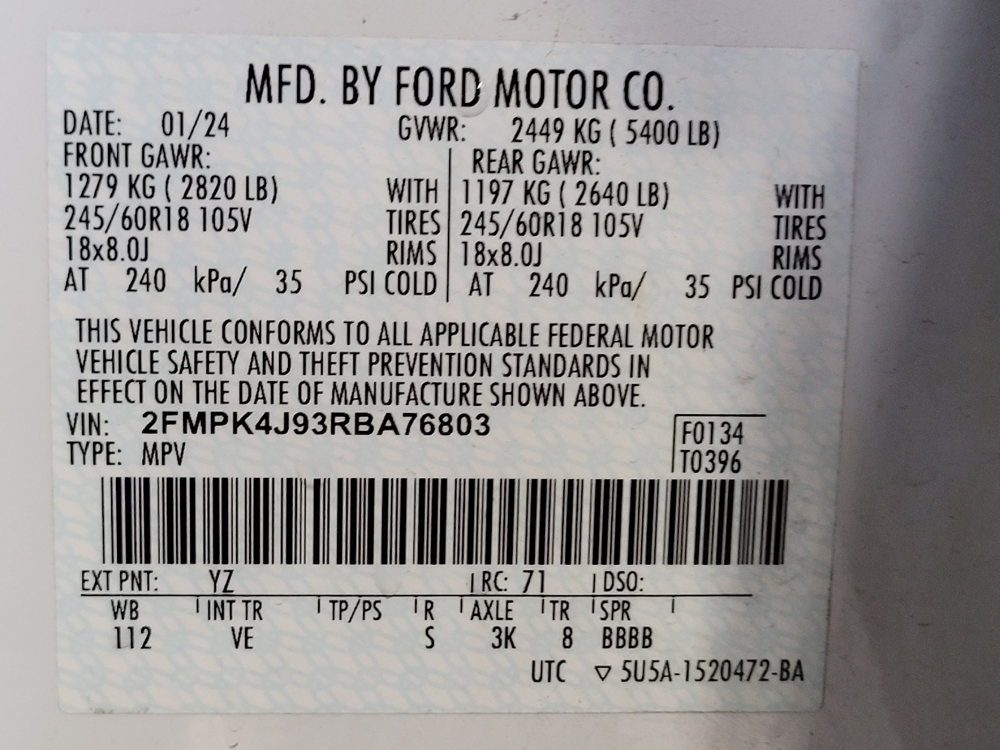 MFD. BY FORD MOTOR CO.
DATE: 01/24 GVWR: 2449 KG ( 5400 LB)
FRONT GAWR: REAR GAWR:
1279 KG ( 2820 LB) WITH 1197 KG ( 2640 LB) WITH
245/60R18 105V TIRES 245/60R18 105V TIRES
18x8.0J RIMS 18x8.0J RIMS
AT 240 kPa/ 35 PSI COLD AT 240 kPa/ 35 PSI COLD
THIS VEHICLE CONFORMS TO ALL APPLICABLE FEDERAL MOTOR
VEHICLE SAFETY AND THEFT PREVENTION STANDARDS IN
EFFECT ON THE DATE OF MANUFACTURE SHOWN ABOVE.
VIN: 2FMPK4J93RBA76803
F0134
TYPE: MPV
T0396
EXT PNT: YZ RC: 71 DSO:
WB INT TR TP/PS R AXLE TR SPR
112 VE S 3K 8 BBBB
UTC ▽ 5U5A-1520472-BA